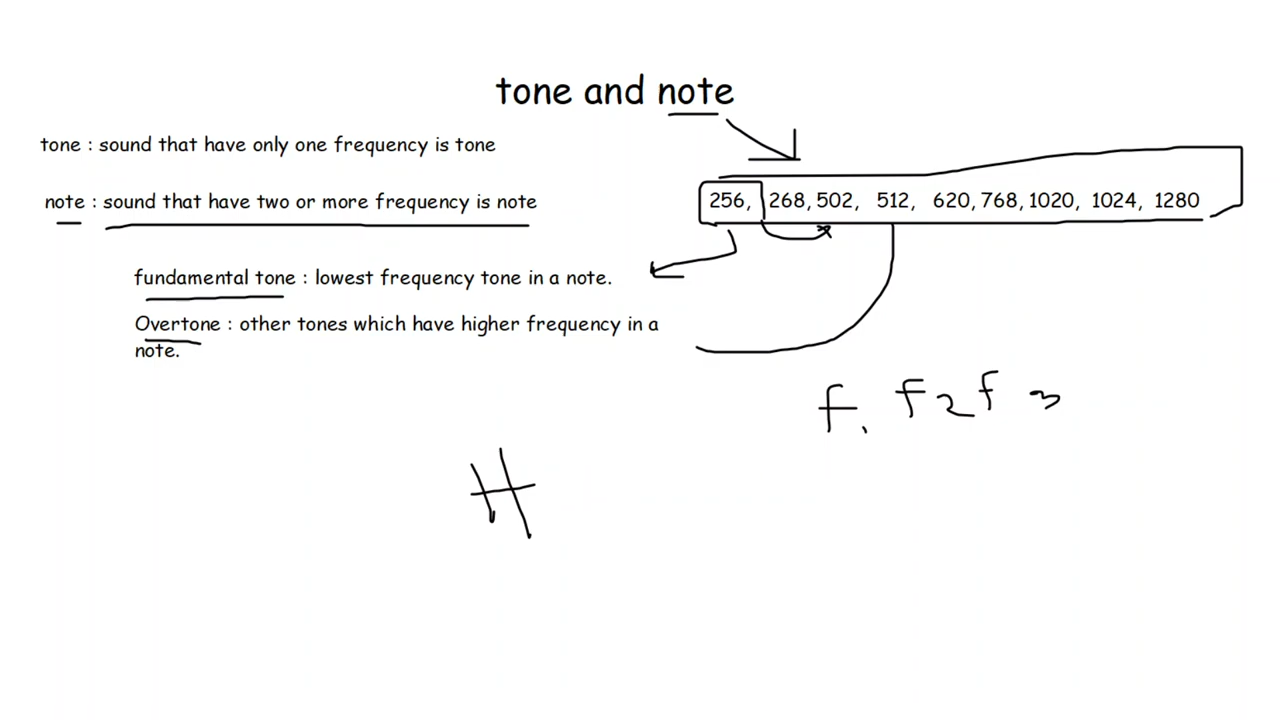 tone and note
tone : sound that have only one frequency is tone
note : sound that have two or more frequency is note
256, 268, 502, 512, 620, 768, 1020, 1024, 1280
fundamental tone : lowest frequency tone in a note.
Overtone : other tones which have higher frequency in a
note.
f, f2f 3
H